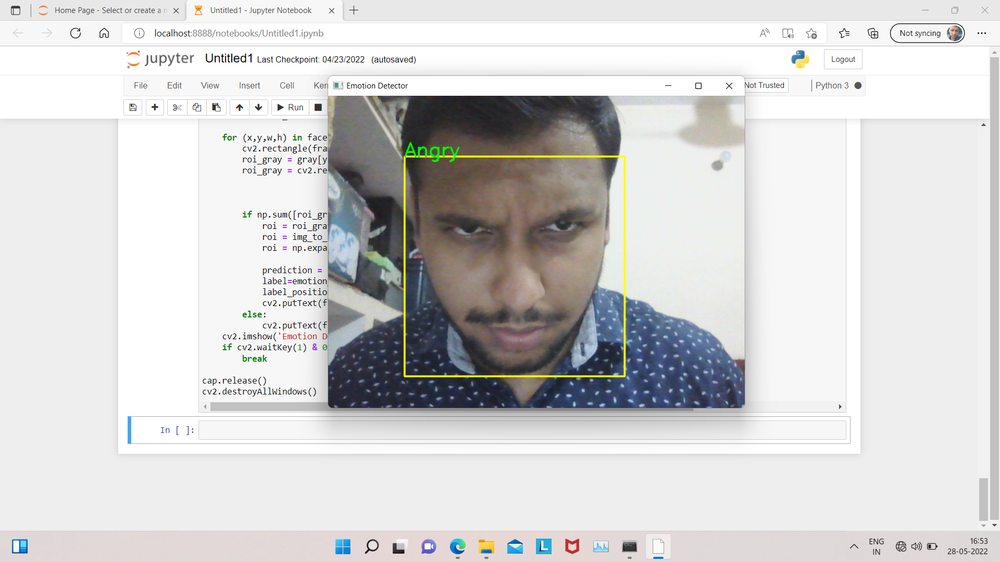 Home Page - Select or create a n
Untitled1 - Jupyter Notebook
localhost:8888/notebooks/Untitled1.ipynb
Not syncing
jupyter Untitled1 Last Checkpoint: 04/23/2022 (autosaved)
Logout
File Edit View Insert Cell Kern
Not Trusted
Python 3
Run
Emotion Detector
Angry
for (x,y,w,h) in face
cv2.rectangle(fra
roi_gray = gray[y
roi_gray = cv2.re
if np.sum([roi_gr
roi = roi_gra
roi = img_to_
roi = np.expa
prediction =
label=emotion_
label_positio
cv2.putText(f
else:
cv2.putText(f
cv2.imshow('Emotion D
if cv2.waitKey(1) & 0
break
cap.release()
cv2.destroyAllWindows()
In [ ]:
L
ENG
IN
16:53
28-05-2022